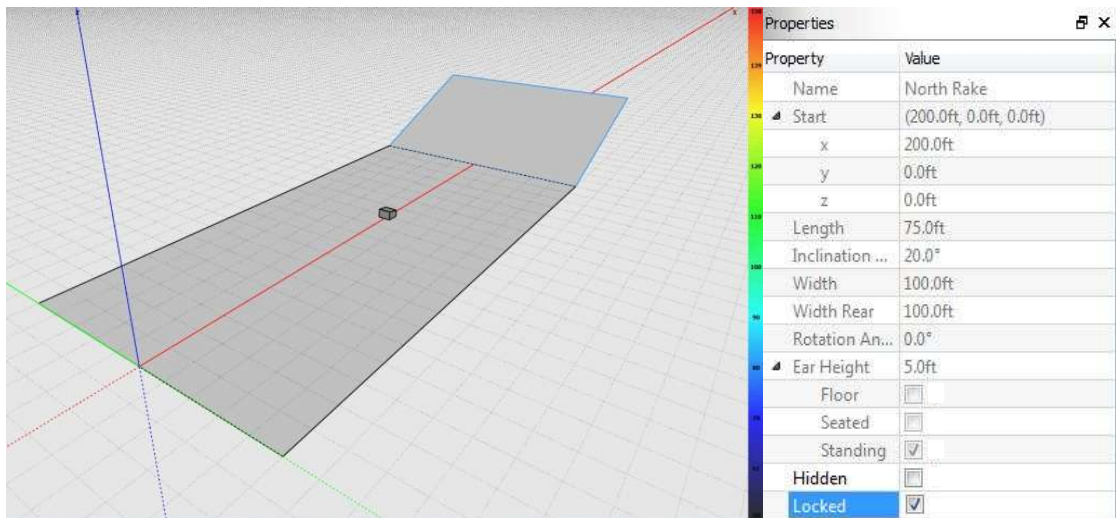 Properties
Property Value
Name North Rake
Start (200.0ft, 0.0ft, 0.0ft)
x 200.0ft
y 0.0ft
z 0.0ft
Length 75.0ft
Inclination ... 20.0°
Width 100.0ft
Width Rear 100.0ft
Rotation An... 0.0°
Ear Height 5.0ft
Floor
Seated
Standing
Hidden
Locked